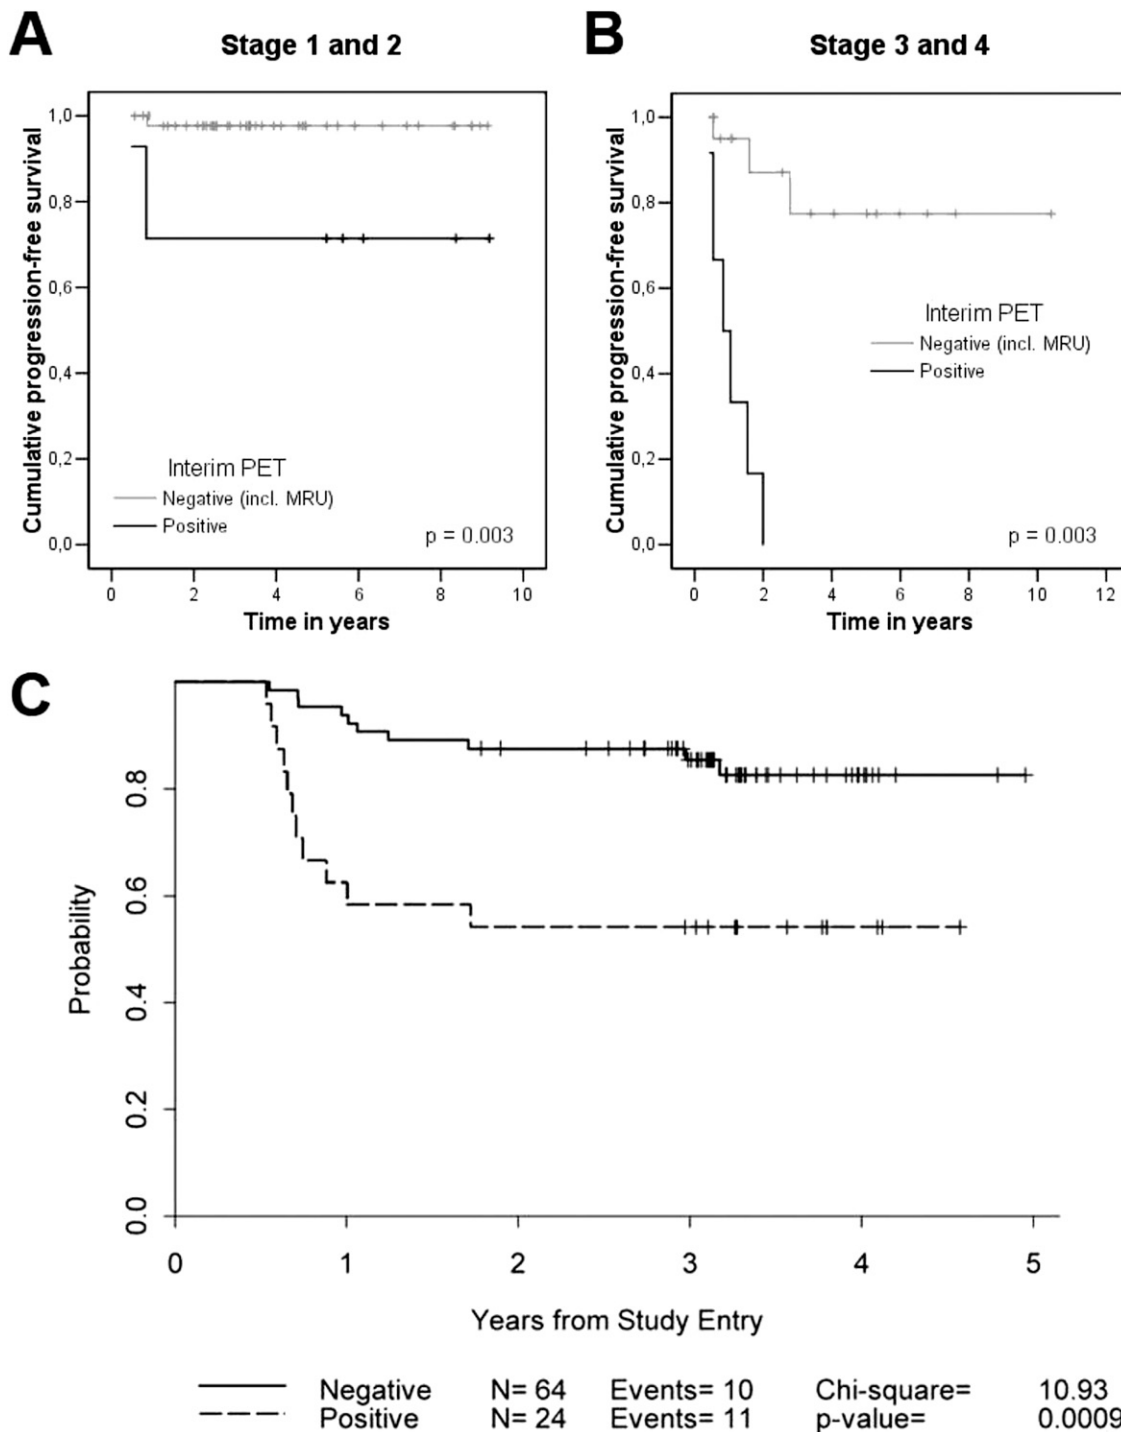 A
Stage 1 and 2
Cumulative progression-free survival
1,0
0,8
0,6
0,4
0,2
0,0
Interim PET
Negative (incl. MRU)
Positive
p = 0.003
0 2 4 6 8 10
Time in years
B
Stage 3 and 4
Cumulative progression-free survival
1,0
0,8
0,6
0,4
0,2
0,0
Interim PET
Negative (incl. MRU)
Positive
p = 0.003
0 2 4 6 8 10 12
Time in years
C
Probability
0.8
0.6
0.4
0.2
0.0
0 1 2 3 4 5
Years from Study Entry
Negative N= 64 Events= 10 Chi-square= 10.93
Positive N= 24 Events= 11 p-value= 0.0009